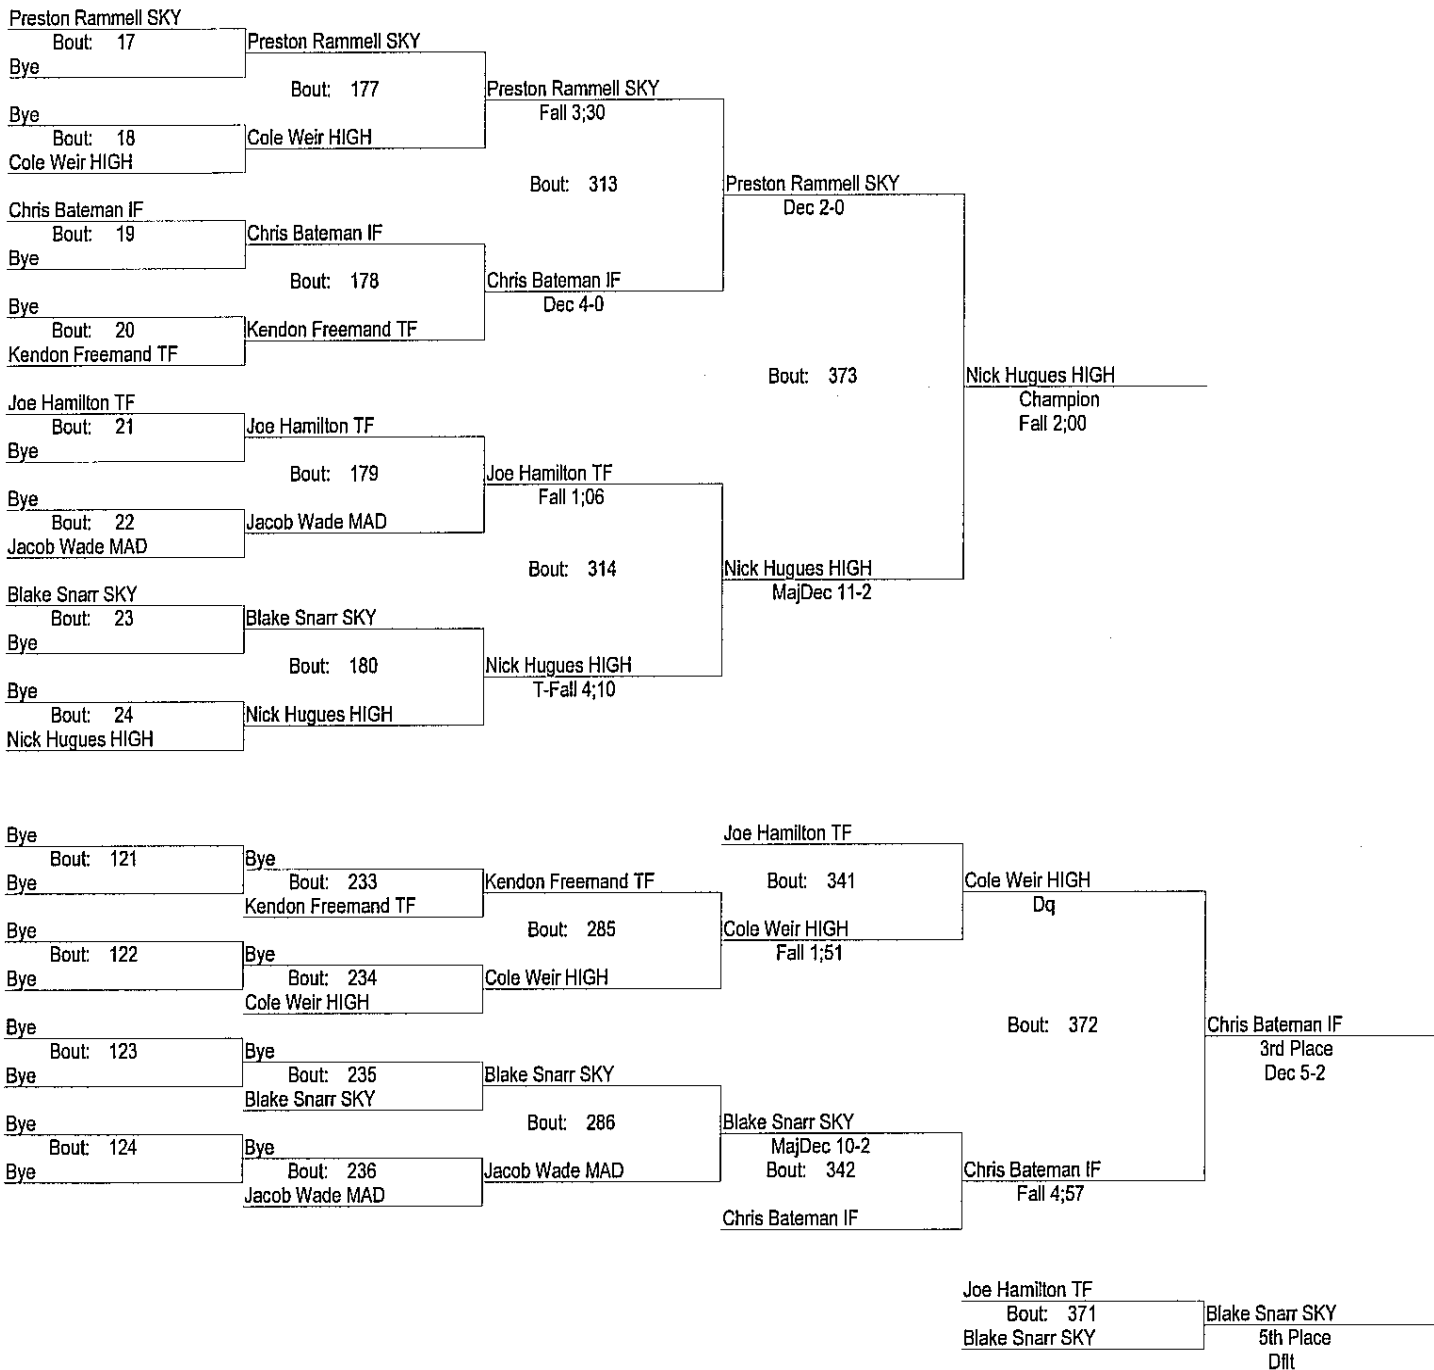 Preston Rammell SKY
Bout: 17
Bye
Preston Rammell SKY
Bout: 177
Bye
Bout: 18
Cole Weir HIGH
Cole Weir HIGH
Preston Rammell SKY
Fall 3;30
Bout: 313
Chris Bateman IF
Bout: 19
Bye
Chris Bateman IF
Bout: 178
Bye
Bout: 20
Kendon Freemand TF
Kendon Freemand TF
Chris Bateman IF
Dec 4-0
Preston Rammell SKY
Dec 2-0
Bout: 373
Joe Hamilton TF
Bout: 21
Bye
Joe Hamilton TF
Bout: 179
Bye
Bout: 22
Jacob Wade MAD
Jacob Wade MAD
Joe Hamilton TF
Fall 1;06
Bout: 314
Blake Snarr SKY
Bout: 23
Bye
Blake Snarr SKY
Bout: 180
Bye
Bout: 24
Nick Hugues HIGH
Nick Hugues HIGH
Nick Hugues HIGH
T-Fall 4;10
Nick Hugues HIGH
MajDec 11-2
Nick Hugues HIGH
Champion
Fall 2;00
Bye
Bout: 121
Bye
Bye
Bout: 233
Kendon Freemand TF
Kendon Freemand TF
Bout: 285
Bye
Bout: 122
Bye
Bye
Bout: 234
Cole Weir HIGH
Cole Weir HIGH
Joe Hamilton TF
Bout: 341
Cole Weir HIGH
Fall 1;51
Cole Weir HIGH
Dq
Bout: 372
Bye
Bout: 123
Bye
Bye
Bout: 235
Blake Snarr SKY
Blake Snarr SKY
Bout: 286
Bye
Bout: 124
Bye
Bye
Bout: 236
Jacob Wade MAD
Jacob Wade MAD
Blake Snarr SKY
MajDec 10-2
Bout: 342
Chris Bateman IF
Chris Bateman IF
Fall 4;57
Chris Bateman IF
3rd Place
Dec 5-2
Joe Hamilton TF
Bout: 371
Blake Snarr SKY
Blake Snarr SKY
5th Place
Dflt